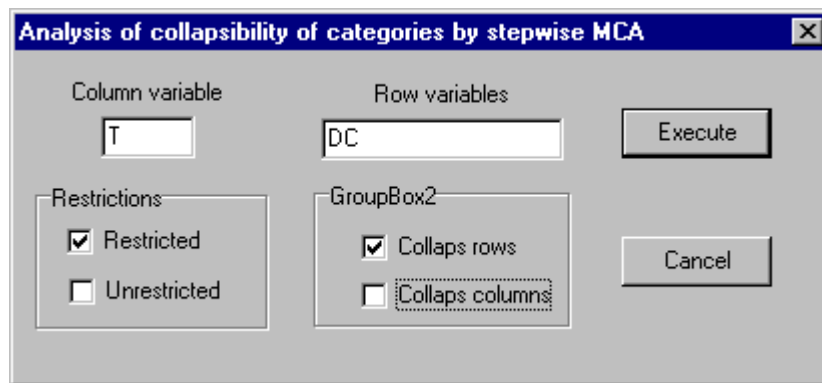 Analysis of collapsibility of categories by stepwise MCA
Column variable
Row variables
T
DC
Execute
Restrictions
Restricted
Unrestricted
GroupBox2
Collaps rows
Collaps columns
Cancel